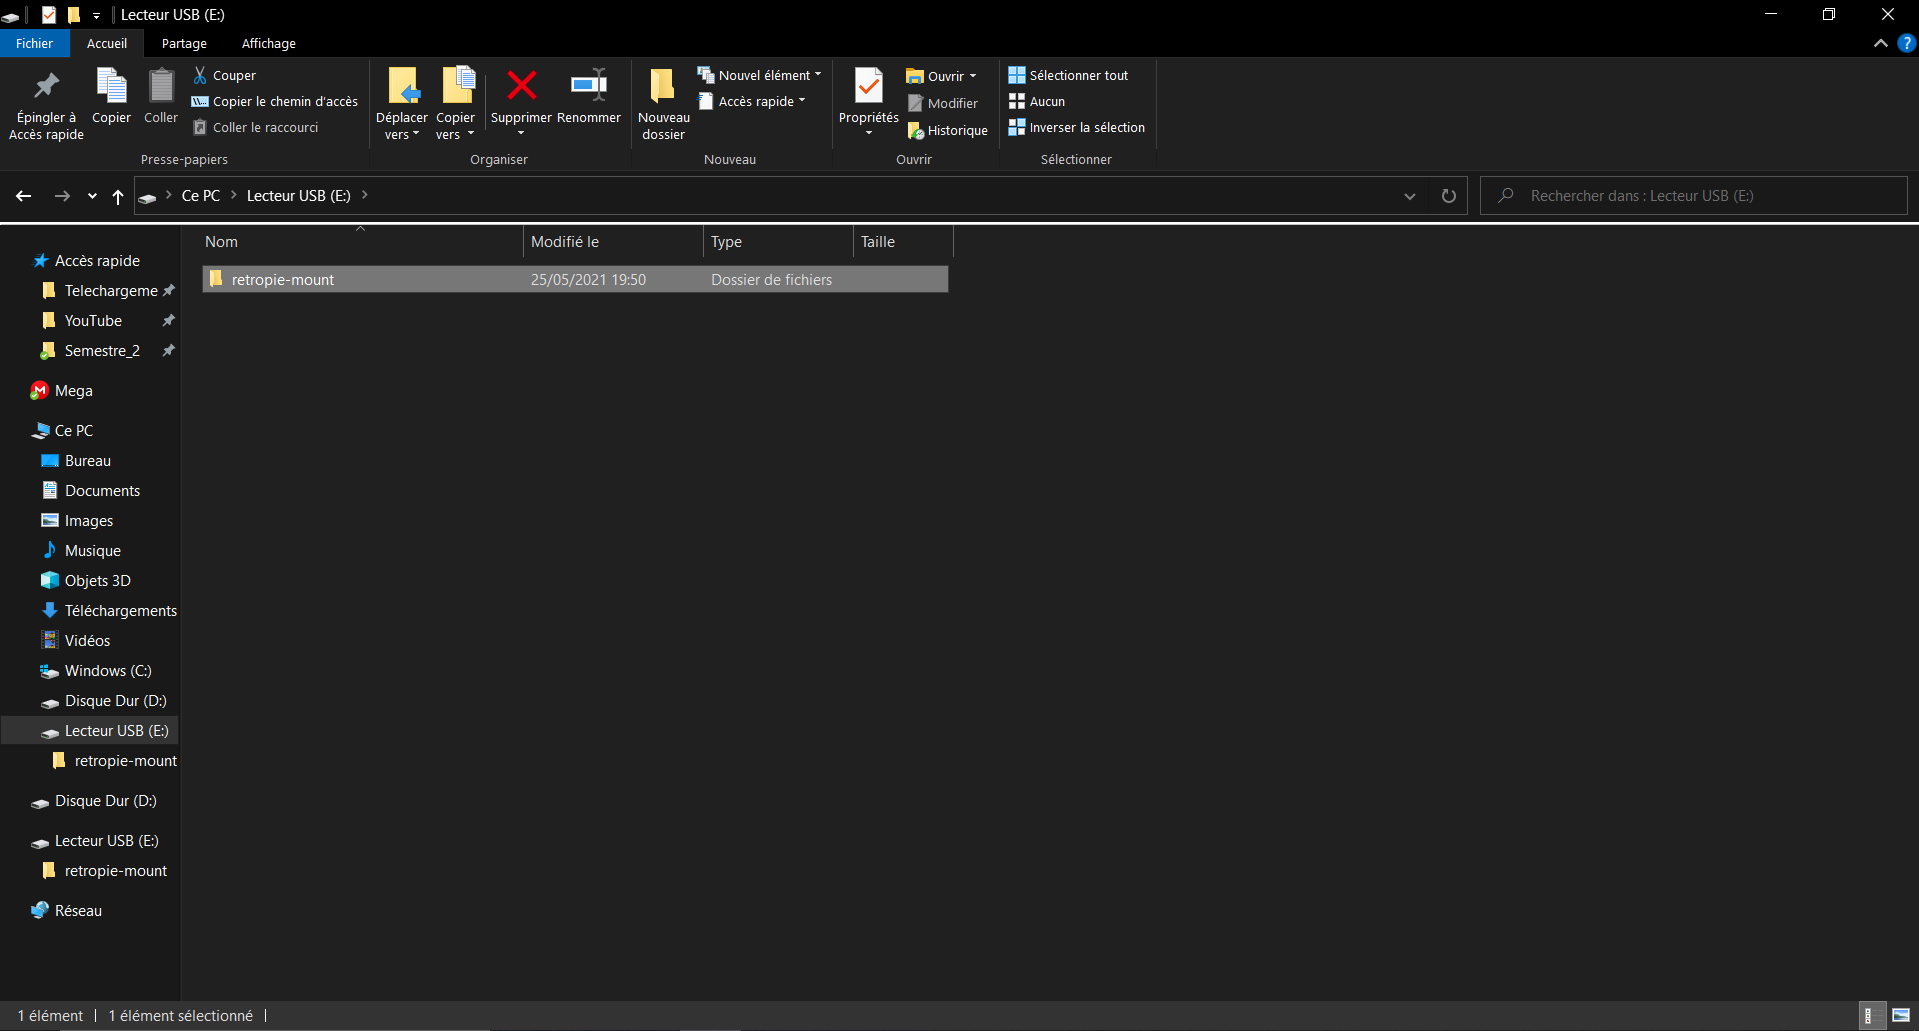 Lecteur USB (E:)
Fichier Accueil Partage Affichage ?
Épingler à Accès rapide
Copier
Coller
Couper
Copier le chemin d'accès
Coller le raccourci
Presse-papiers
Déplacer vers
Copier vers
Supprimer
Renommer
Organiser
Nouveau dossier
Nouvel élément
Accès rapide
Nouveau
Propriétés
Ouvrir
Modifier
Historique
Ouvrir
Sélectionner tout
Aucun
Inverser la sélection
Sélectionner
Ce PC > Lecteur USB (E:) >
Rechercher dans : Lecteur USB (E:)
Nom Modifié le Type Taille
retropie-mount 25/05/2021 19:50 Dossier de fichiers
Accès rapide
Telechargeme
YouTube
Semestre_2
Mega
Ce PC
Bureau
Documents
Images
Musique
Objets 3D
Téléchargements
Vidéos
Windows (C:)
Disque Dur (D:)
Lecteur USB (E:)
retropie-mount
Disque Dur (D:)
Lecteur USB (E:)
retropie-mount
Réseau
1 élément 1 élément sélectionné